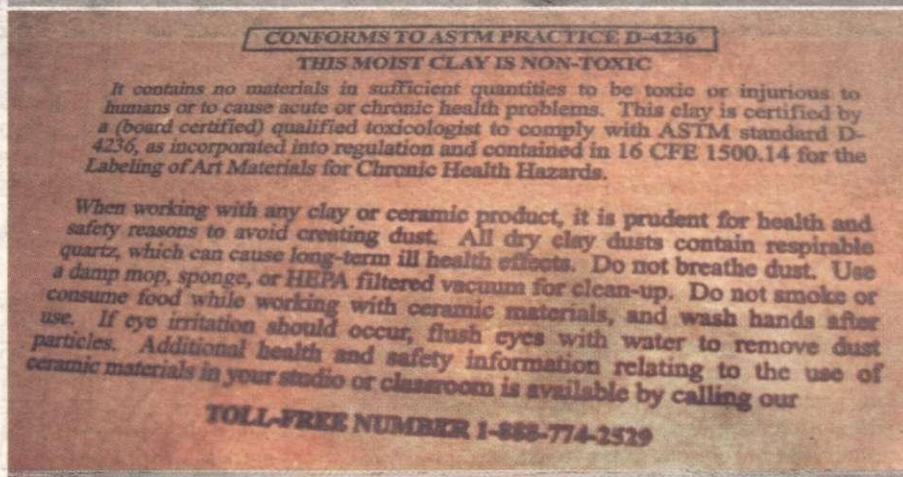 CONFORMS TO ASTM PRACTICE D-4236
THIS MOIST CLAY IS NON-TOXIC
It contains no materials in sufficient quantities to be toxic or injurious to
humans or to cause acute or chronic health problems. This clay is certified by
a (board certified) qualified toxicologist to comply with ASTM standard D-
4236, as incorporated into regulation and contained in 16 CFE 1500.14 for the
Labeling of Art Materials for Chronic Health Hazards.
When working with any clay or ceramic product, it is prudent for health and
safety reasons to avoid creating dust. All dry clay dusts contain respirable
quartz, which can cause long-term ill health effects. Do not breathe dust. Use
a damp mop, sponge, or HEPA filtered vacuum for clean-up. Do not smoke or
consume food while working with ceramic materials, and wash hands after
use. If eye irritation should occur, flush eyes with water to remove dust
particles. Additional health and safety information relating to the use of
ceramic materials in your studio or classroom is available by calling our
TOLL-FREE NUMBER 1-888-774-2529